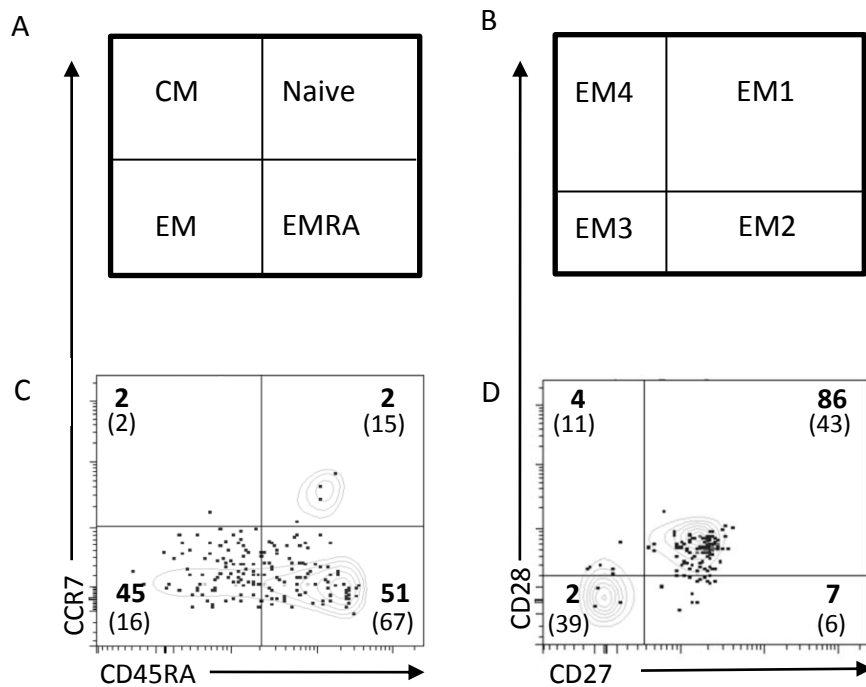 A
CM Naive
EM EMRA
B
EM4 EM1
EM3 EM2
C
2 2
(2) (15)
45 51
(16) (67)
CCR7
CD45RA
D
4 86
(11) (43)
2 7
(39) (6)
CD28
CD27